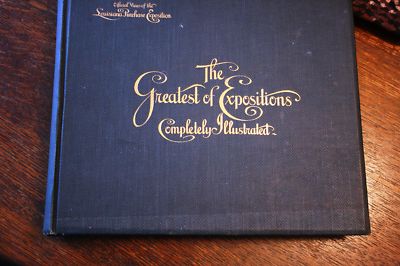 Official Views of the
Louisiana Purchase Exposition
The
Greatest of Expositions
Completely Illustrated